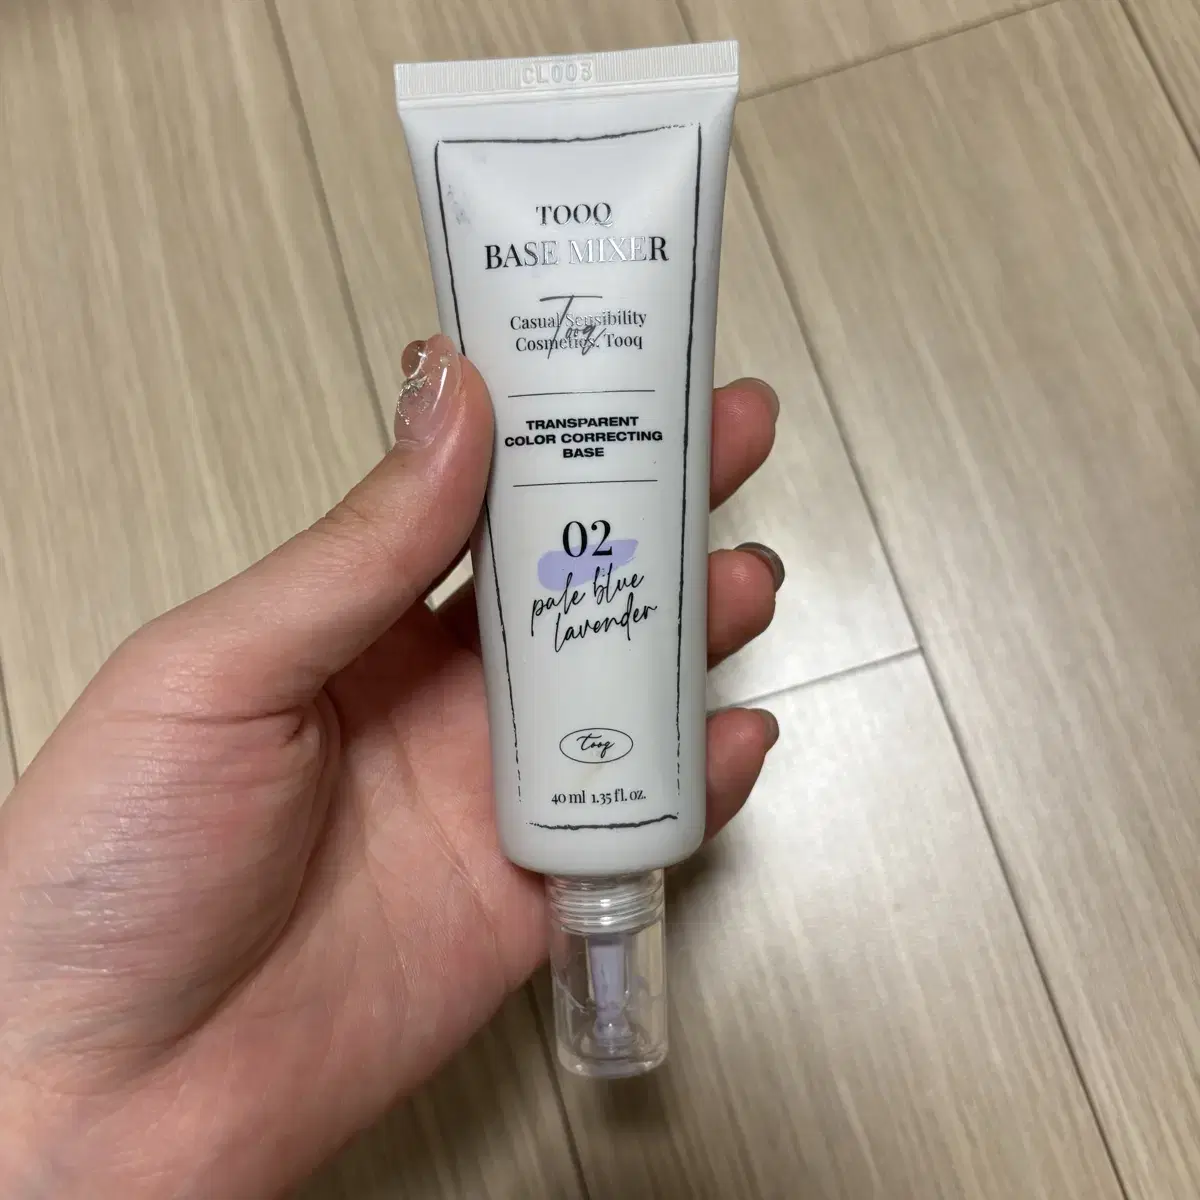 CL003
TOOQ
BASE MIXER
Casual Sensibility
Tooq
Cosmetics. Tooq
TRANSPARENT
COLOR CORRECTING
BASE
02
pale blue
lavender
tooq
40 ml 1.35 fl. oz.